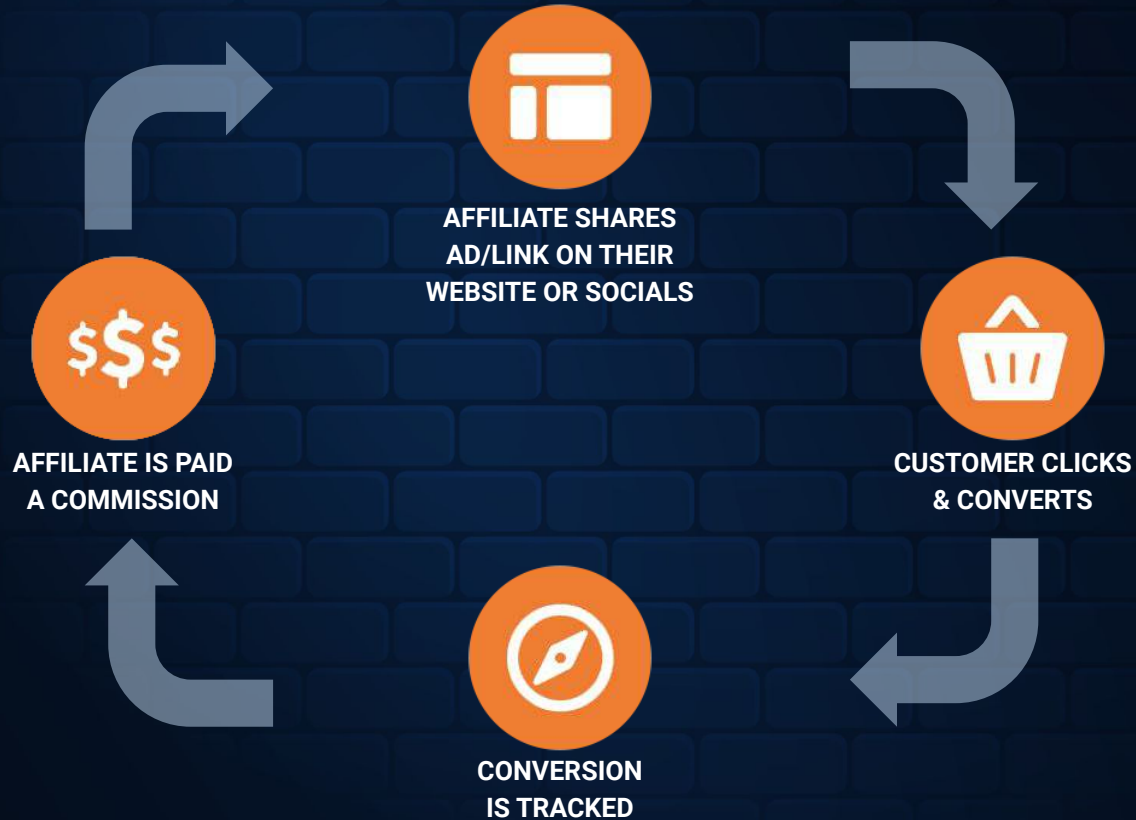 AFFILIATE SHARES
AD/LINK ON THEIR
WEBSITE OR SOCIALS
$$$
AFFILIATE IS PAID
A COMMISSION
CUSTOMER CLICKS
& CONVERTS
CONVERSION
IS TRACKED